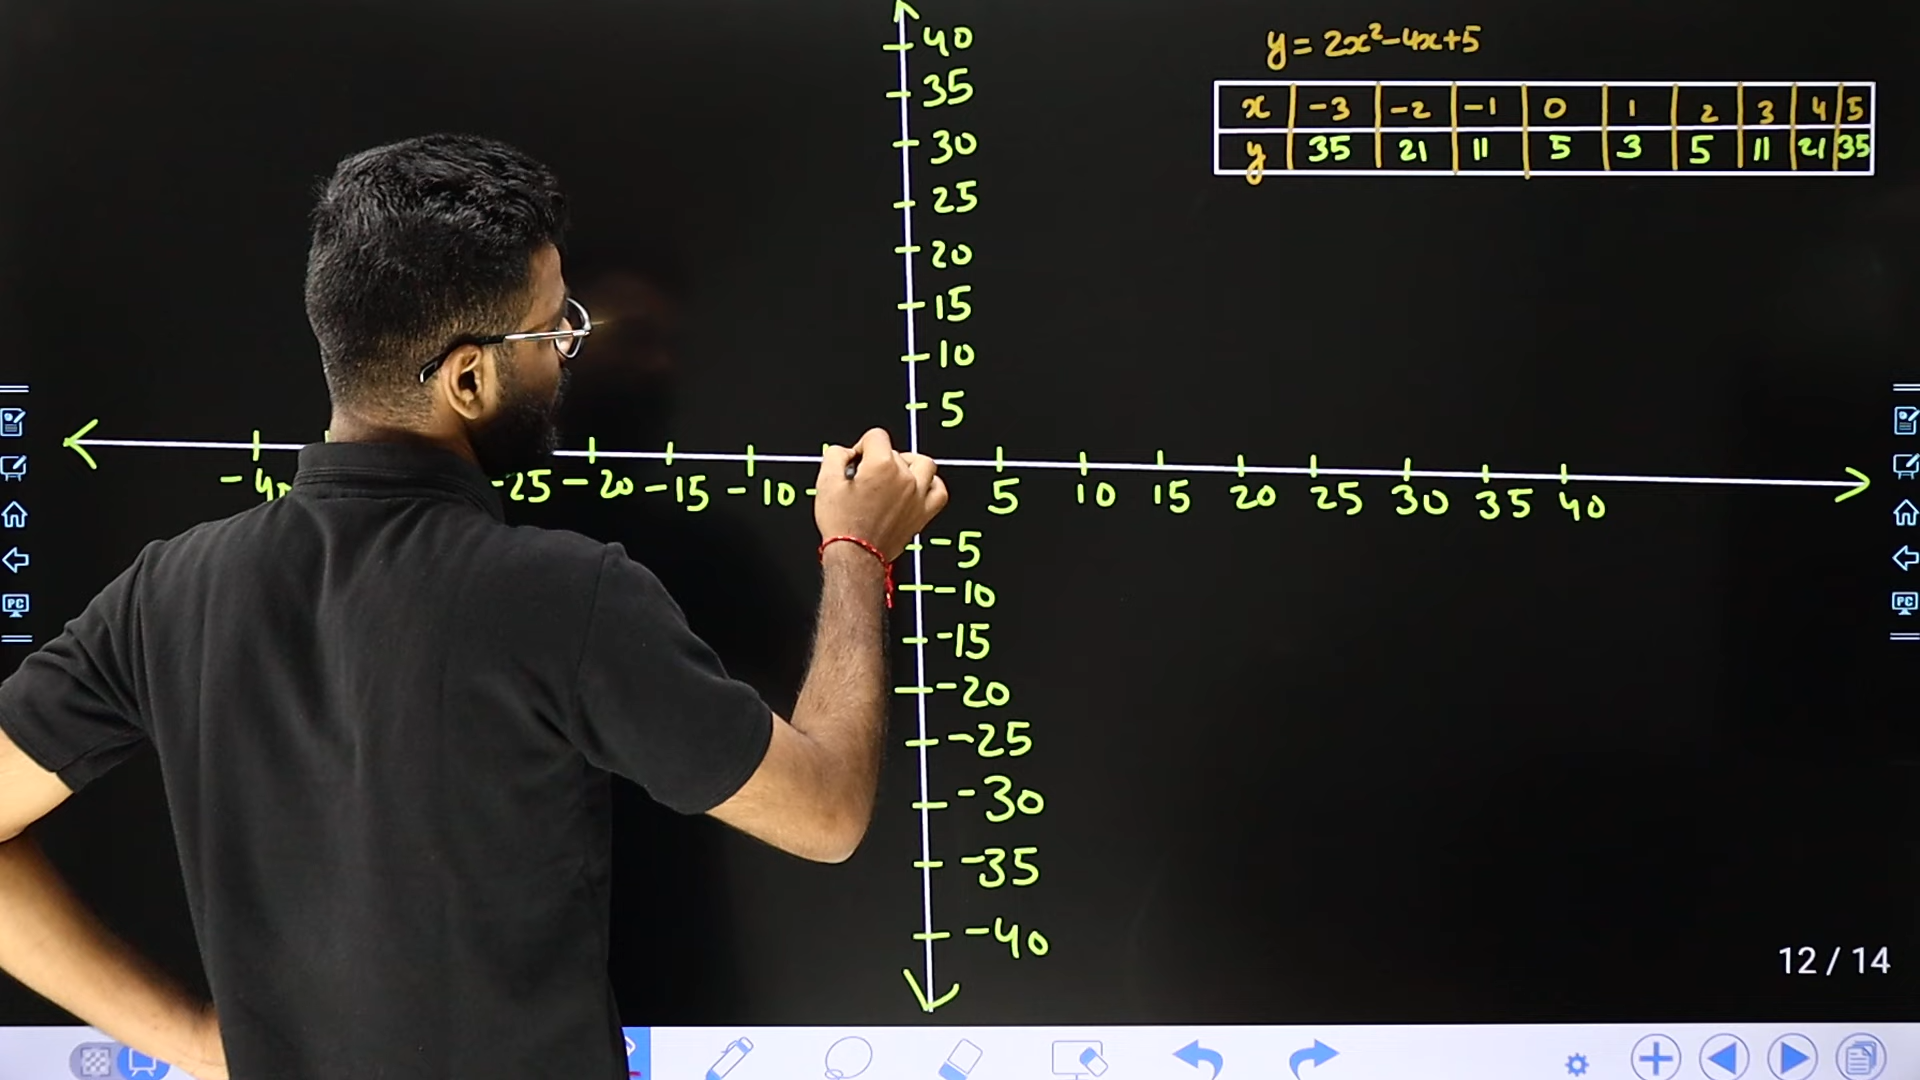 y = 2x²-4x+5
x -3 -2 -1 0 1 2 3 4 5
y 35 21 11 5 3 5 11 21 35
40
35
30
25
20
15
10
5
-25 -20 -15 -10 5 10 15 20 25 30 35 40
-5
-10
-15
-20
-25
-30
-35
-40
12 / 14
PC
PC